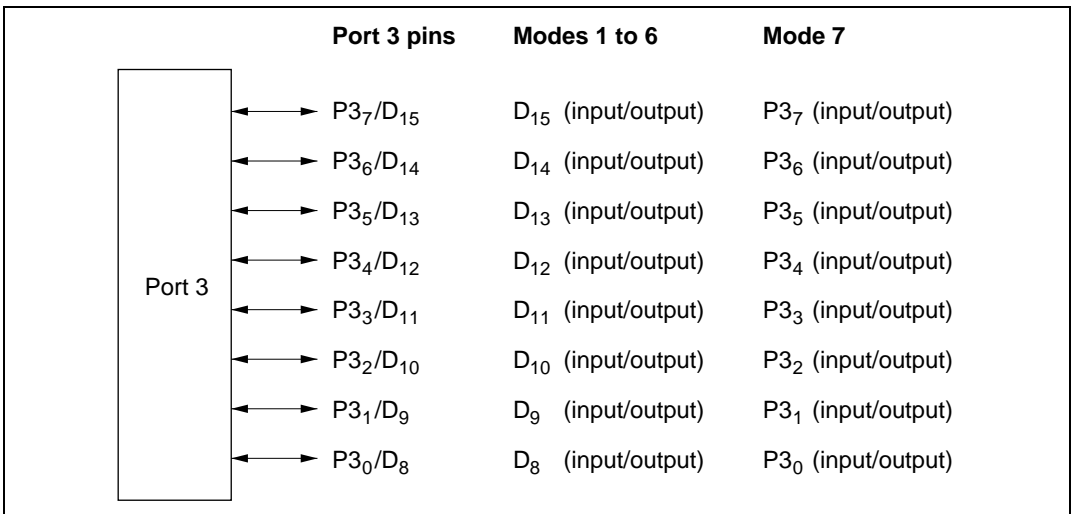 Port 3 pins Modes 1 to 6 Mode 7
P3₇/D₁₅ D₁₅ (input/output) P3₇ (input/output)
P3₆/D₁₄ D₁₄ (input/output) P3₆ (input/output)
P3₅/D₁₃ D₁₃ (input/output) P3₅ (input/output)
P3₄/D₁₂ D₁₂ (input/output) P3₄ (input/output)
Port 3
P3₃/D₁₁ D₁₁ (input/output) P3₃ (input/output)
P3₂/D₁₀ D₁₀ (input/output) P3₂ (input/output)
P3₁/D₉ D₉ (input/output) P3₁ (input/output)
P3₀/D₈ D₈ (input/output) P3₀ (input/output)